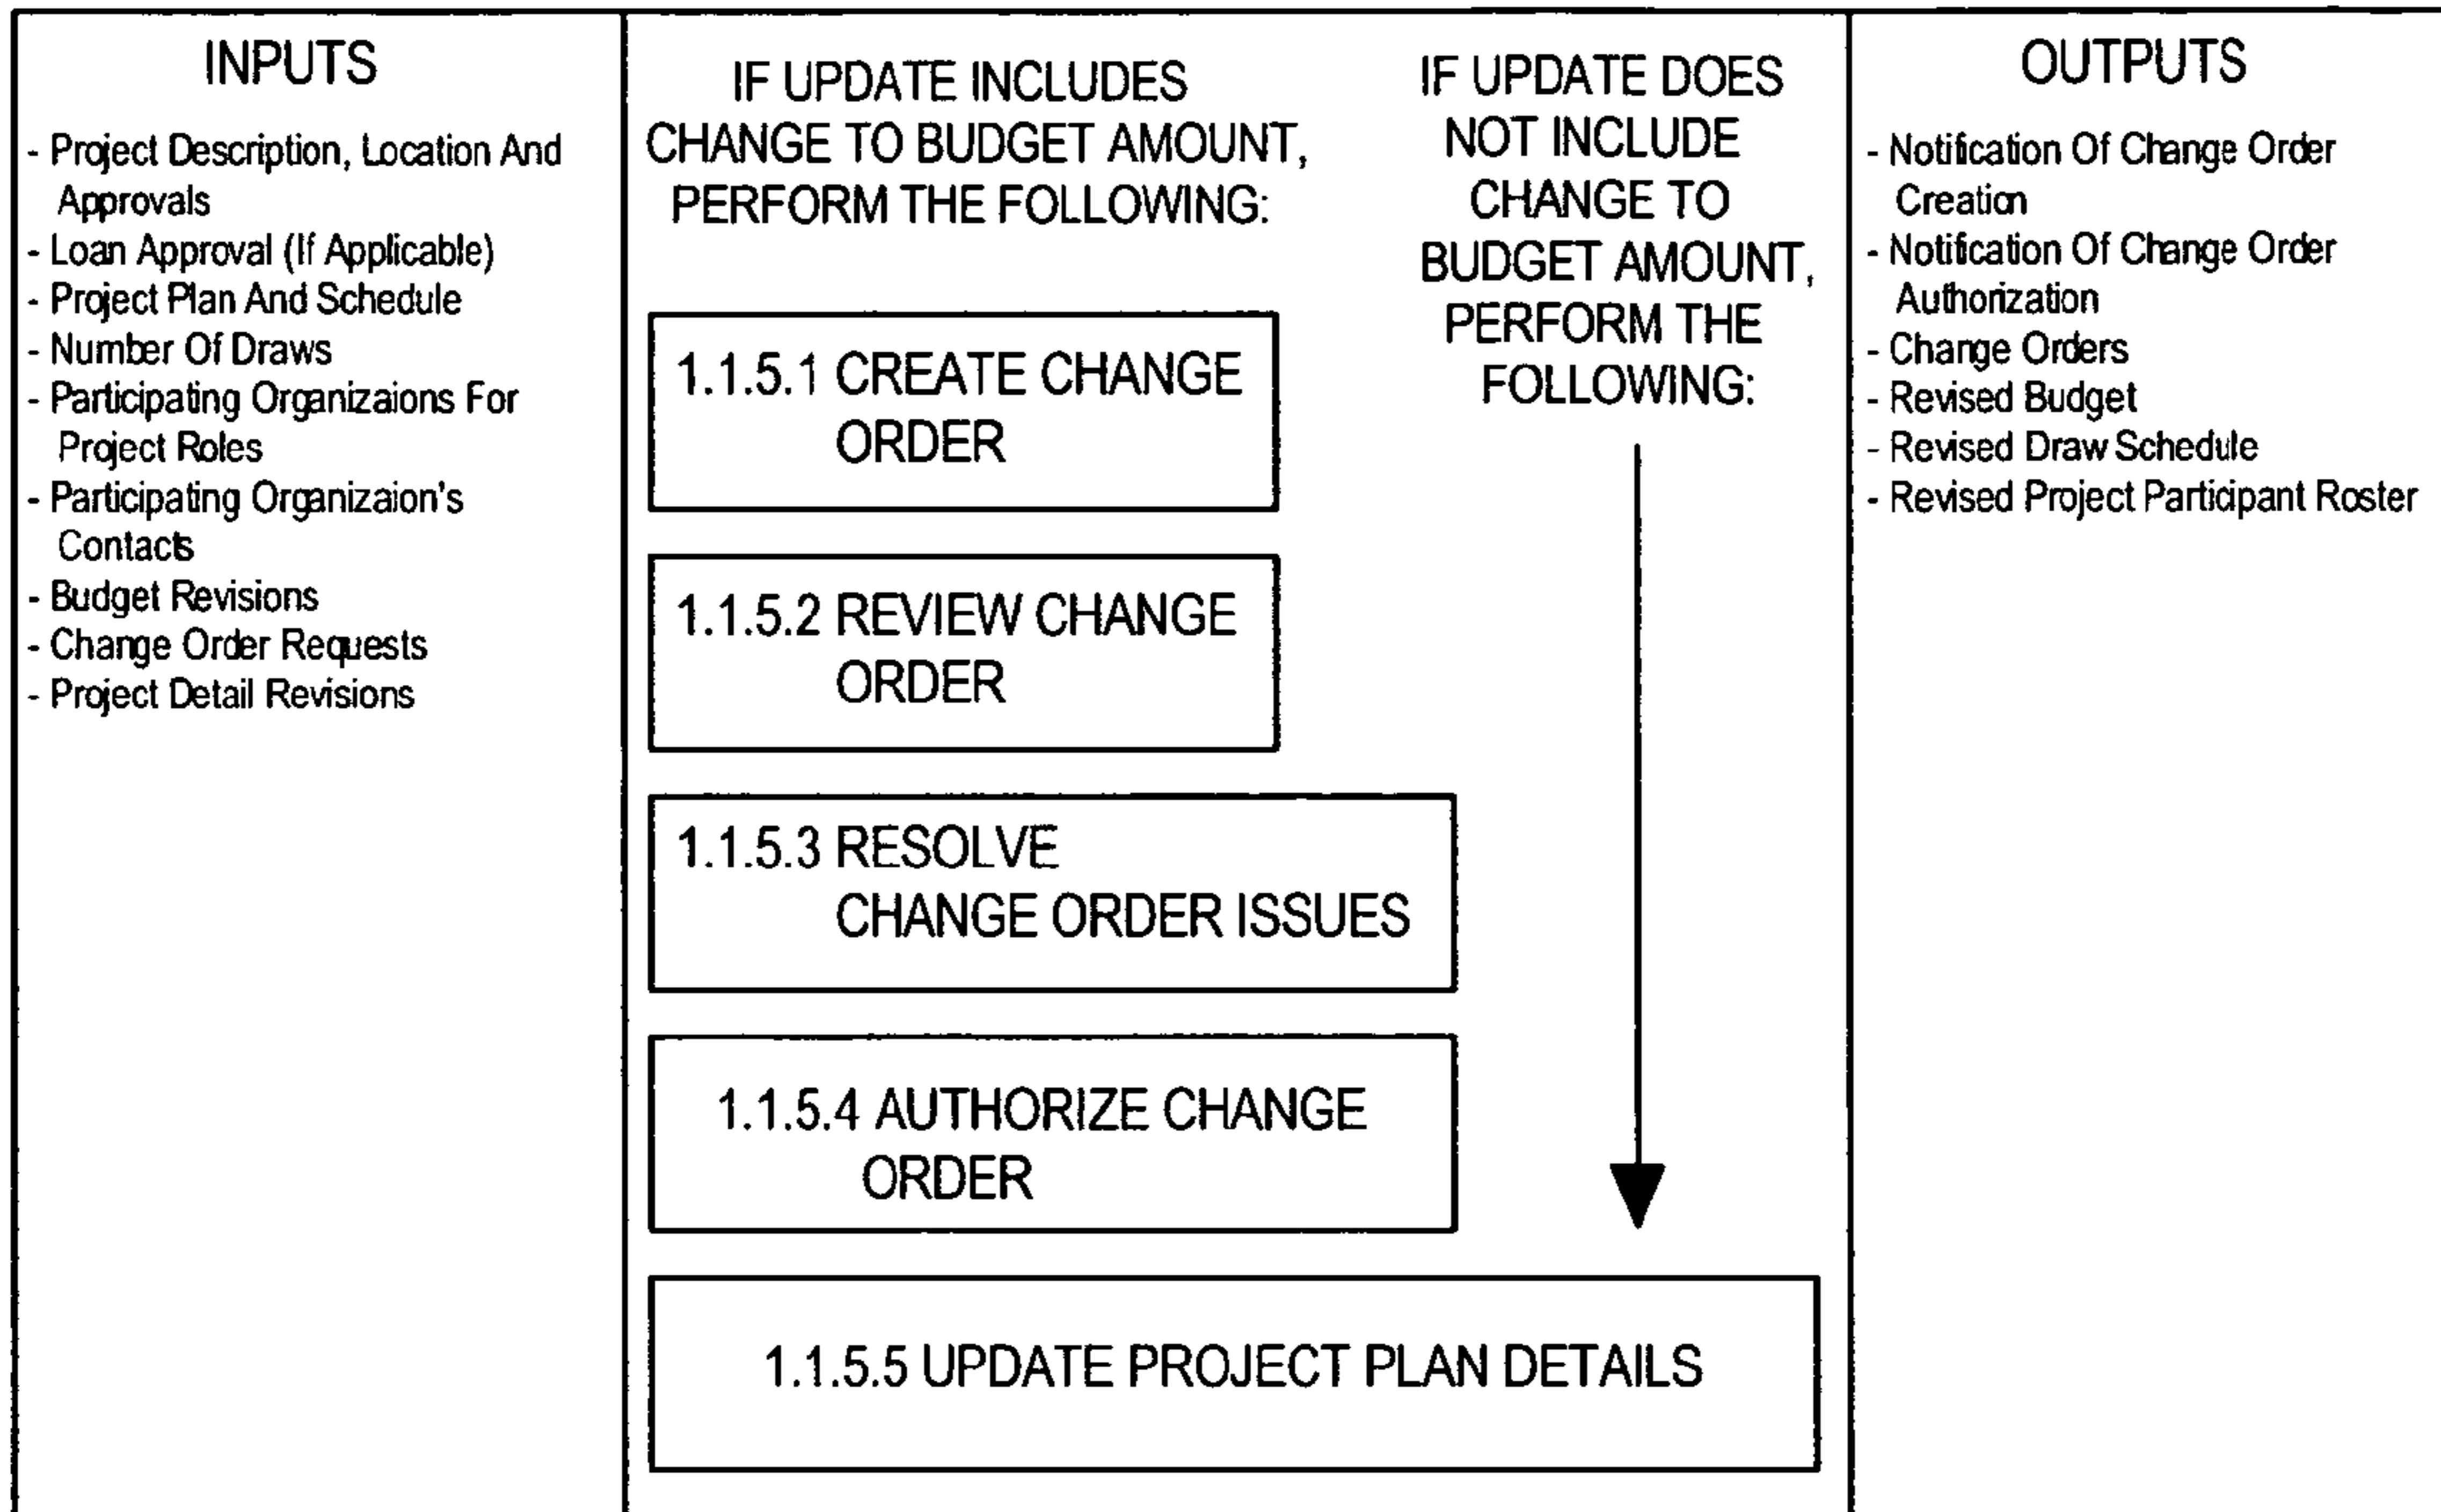 INPUTS
- Project Description, Location And
Approvals
- Loan Approval (If Applicable)
- Project Plan And Schedule
- Number Of Draws
- Participating Organizaions For
Project Roles
- Participating Organizaion's
Contacts
- Budget Revisions
- Change Order Requests
- Project Detail Revisions
IF UPDATE INCLUDES
CHANGE TO BUDGET AMOUNT,
PERFORM THE FOLLOWING:
1.1.5.1 CREATE CHANGE
ORDER
1.1.5.2 REVIEW CHANGE
ORDER
1.1.5.3 RESOLVE
CHANGE ORDER ISSUES
1.1.5.4 AUTHORIZE CHANGE
ORDER
IF UPDATE DOES
NOT INCLUDE
CHANGE TO
BUDGET AMOUNT,
PERFORM THE
FOLLOWING:
1.1.5.5 UPDATE PROJECT PLAN DETAILS
OUTPUTS
- Notification Of Change Order
Creation
- Notification Of Change Order
Authorization
- Change Orders
- Revised Budget
- Revised Draw Schedule
- Revised Project Participant Roster